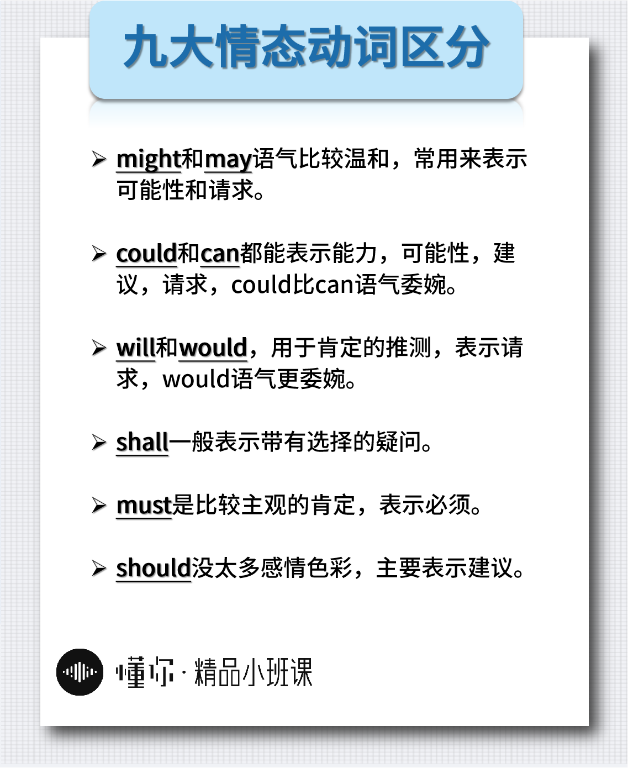 九大情态动词区分
➢ might和may语气比较温和，常用来表示
可能性和请求。
➢ could和can都能表示能力，可能性，建
议，请求，could比can语气委婉。
➢ will和would，用于肯定的推测，表示请
求，would语气更委婉。
➢ shall一般表示带有选择的疑问。
➢ must是比较主观的肯定，表示必须。
➢ should没太多感情色彩，主要表示建议。
懂你·精品小班课